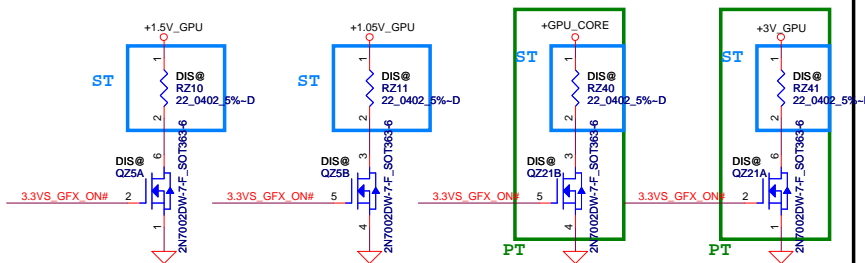 +1.5V_GPU
1
ST
DIS@
RZ10
22_0402_5%~D
2
6
DIS@
QZ5A
3.3VS_GFX_ON#
2
1
2N7002DW-7-F_SOT363-6
+1.05V_GPU
1
ST
DIS@
RZ11
22_0402_5%~D
2
3
DIS@
QZ5B
3.3VS_GFX_ON#
5
4
2N7002DW-7-F_SOT363-6
+GPU_CORE
1
ST
DIS@
RZ40
22_0402_5%~D
2
3
DIS@
QZ21B
3.3VS_GFX_ON#
5
4
2N7002DW-7-F_SOT363-6
PT
+3V_GPU
1
ST
DIS@
RZ41
22_0402_5%~D
2
6
DIS@
QZ21A
3.3VS_GFX_ON#
2
1
2N7002DW-7-F_SOT363-6
PT